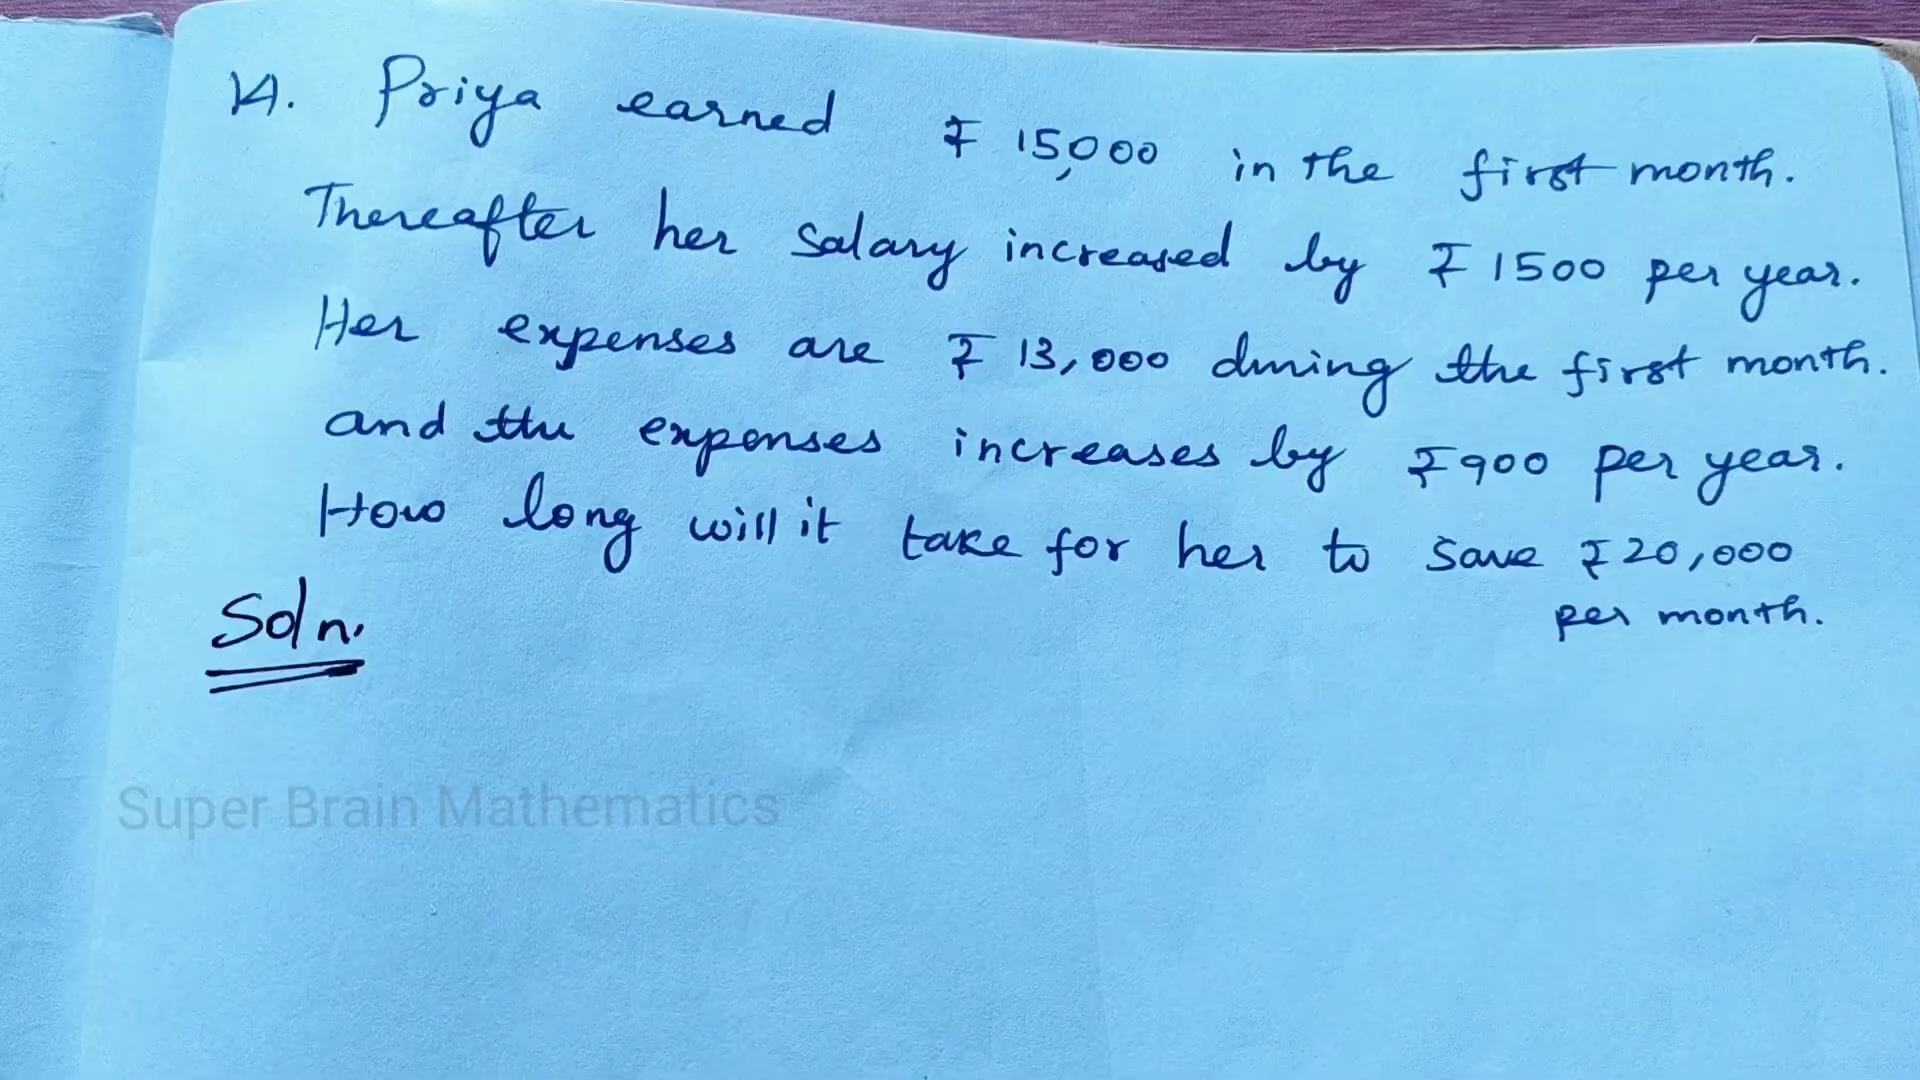 14. Priya earned ₹ 15,000 in the first month.
Thereafter her salary increased by ₹ 1500 per year.
Her expenses are ₹ 13,000 during the first month.
and the expenses increases by ₹900 per year.
How long will it take for her to save ₹20,000
per month.
Soln.
Super Brain Mathematics